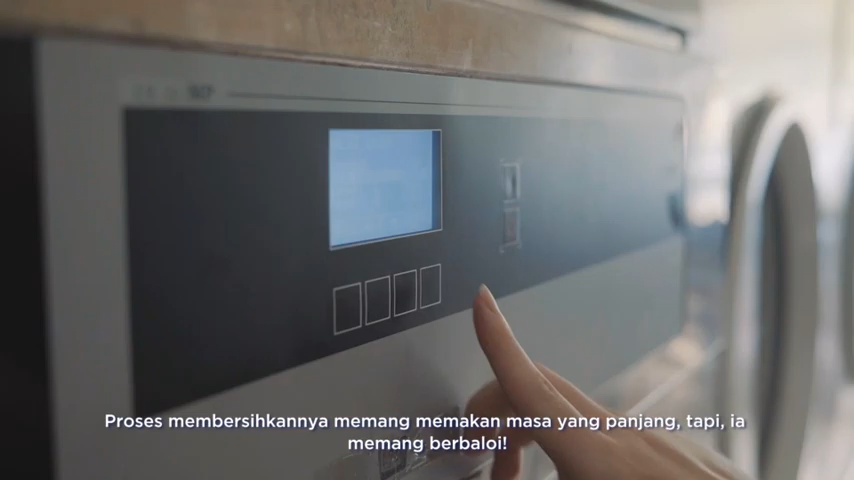 Proses membersihkannya memang memakan masa yang panjang, tapi, ia
memang berbaloi!